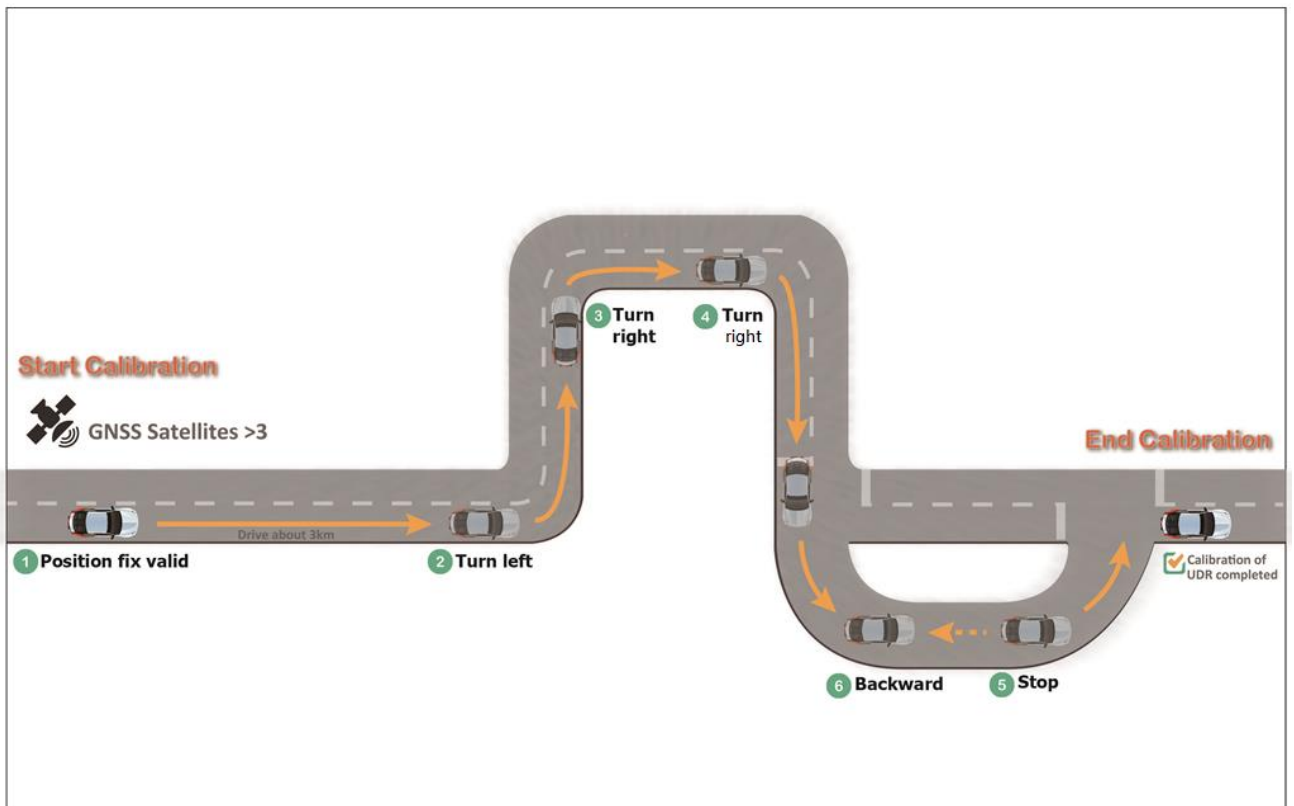 3 Turn
right
4 Turn
right
Start Calibration
GNSS Satellites >3
End Calibration
Drive about 3km
1 Position fix valid
2 Turn left
Calibration of
UDR completed
6 Backward
5 Stop